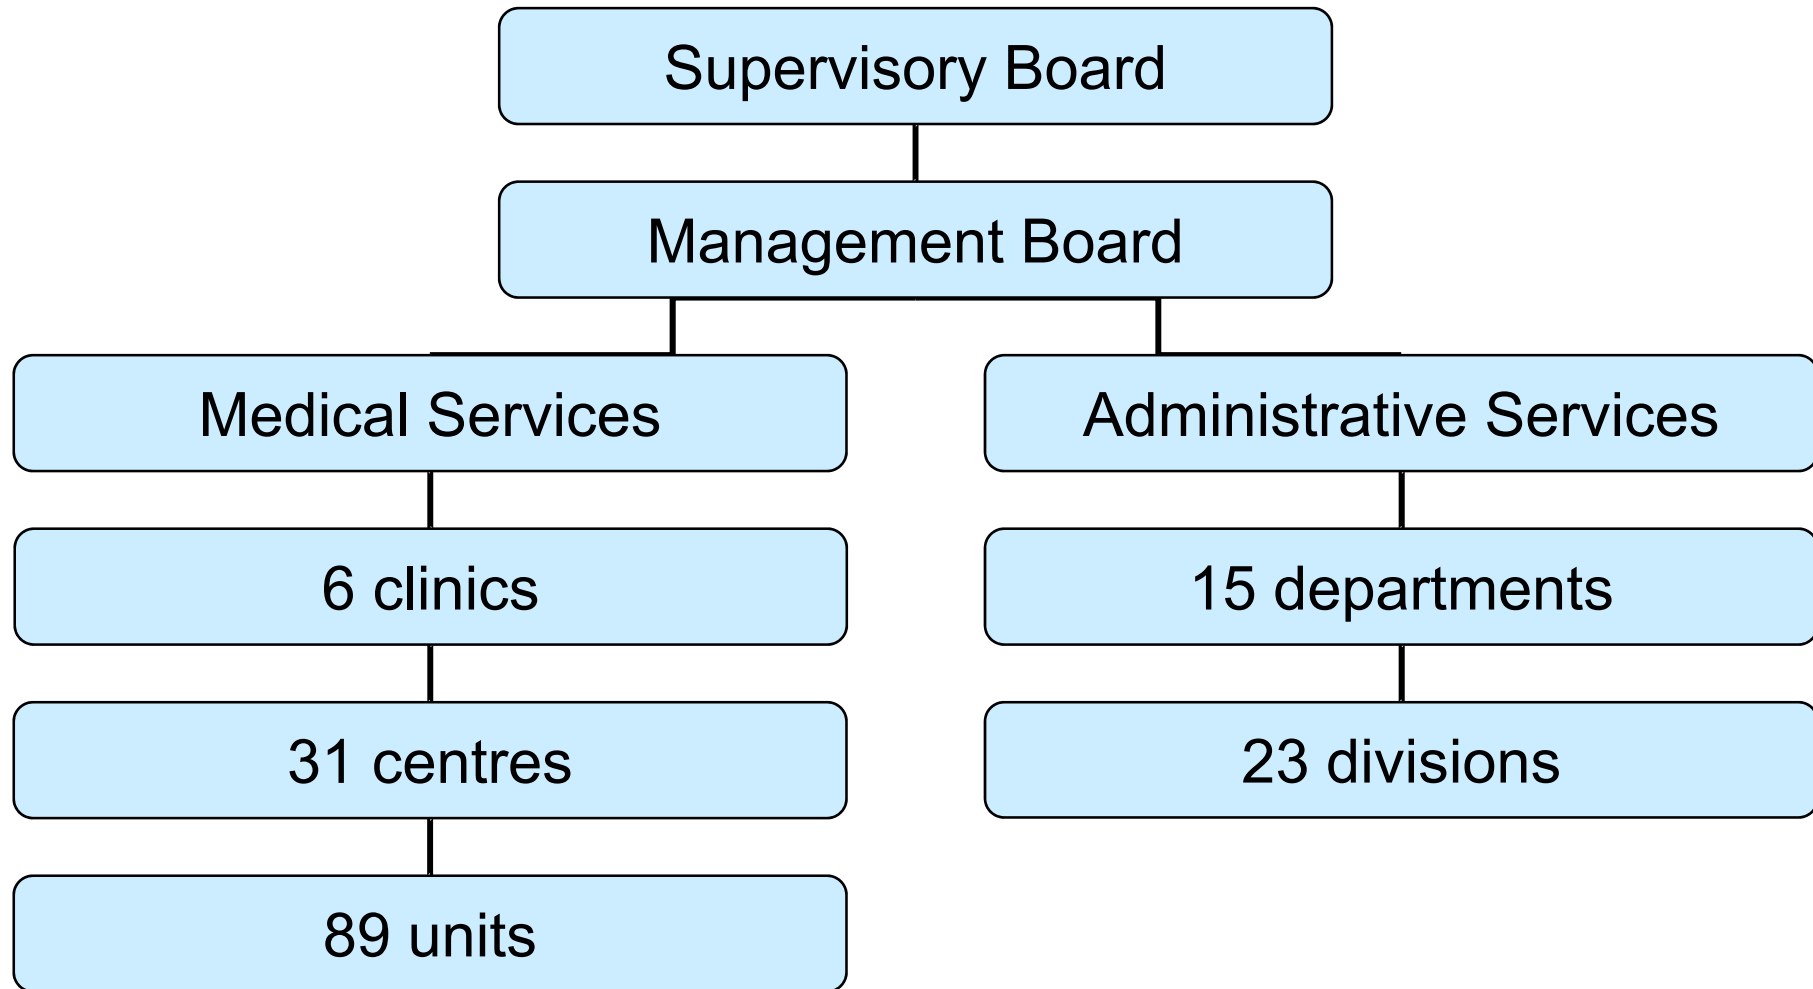 Supervisory Board
Management Board
Medical Services
Administrative Services
6 clinics
15 departments
31 centres
23 divisions
89 units